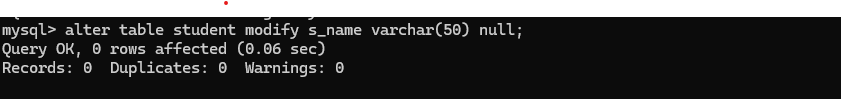 mysql> alter table student modify s_name varchar(50) null;
Query OK, 0 rows affected (0.06 sec)
Records: 0  Duplicates: 0  Warnings: 0